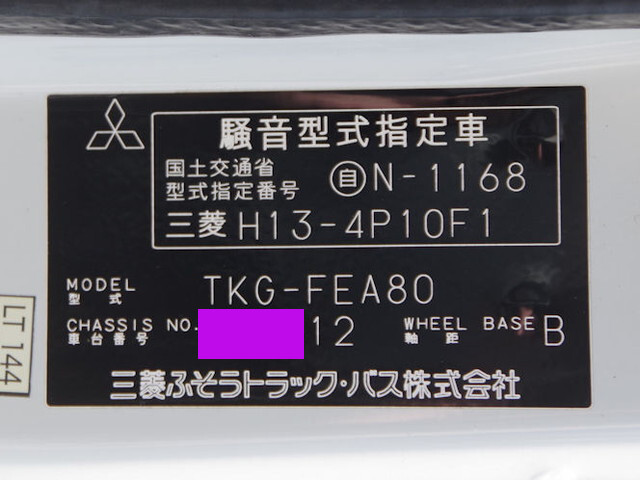 騒音型式指定車
国土交通省
型式指定番号 自N-1168
三菱 H13-4P10F1
MODEL TKG-FEA80
型式
CHASSIS NO. 12 WHEEL BASE B
車台番号 軸距
三菱ふそうトラック・バス株式会社
LT144